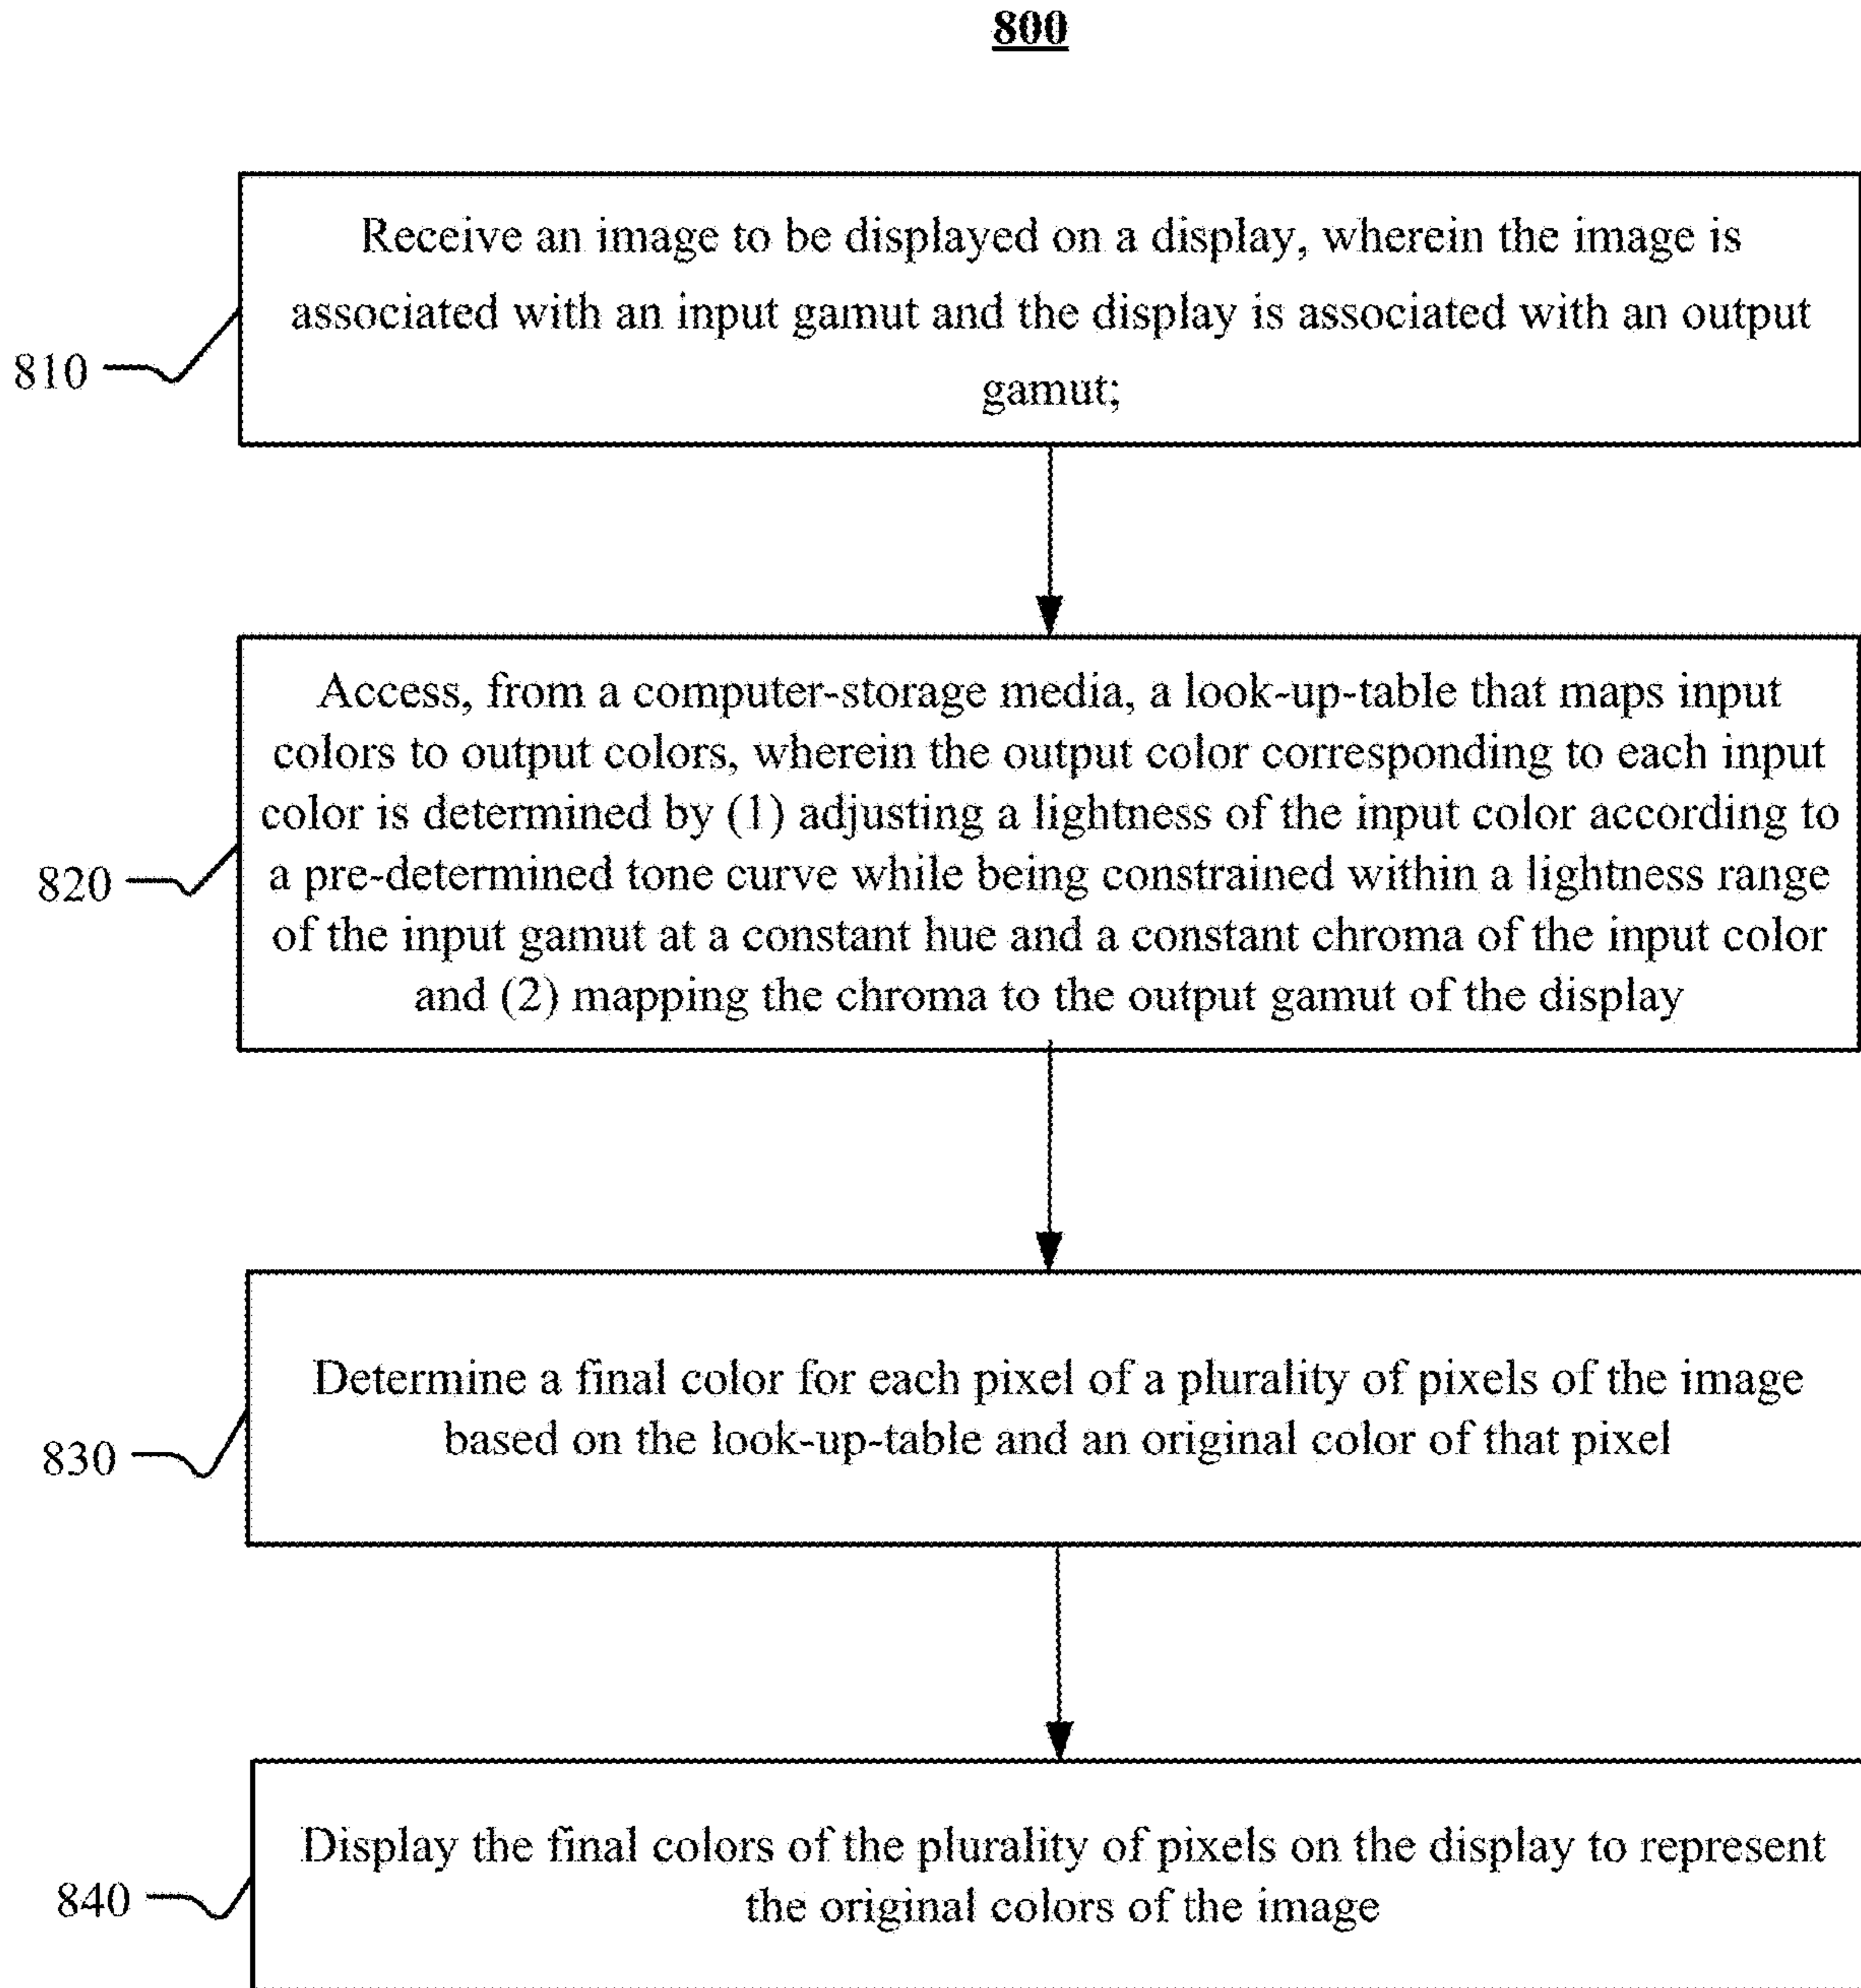 800
Receive an image to be displayed on a display, wherein the image is
associated with an input gamut and the display is associated with an output
gamut;
810
Access, from a computer-storage media, a look-up-table that maps input
colors to output colors, wherein the output color corresponding to each input
color is determined by (1) adjusting a lightness of the input color according to
a pre-determined tone curve while being constrained within a lightness range
of the input gamut at a constant hue and a constant chroma of the input color
and (2) mapping the chroma to the output gamut of the display
820
Determine a final color for each pixel of a plurality of pixels of the image
based on the look-up-table and an original color of that pixel
830
Display the final colors of the plurality of pixels on the display to represent
the original colors of the image
840